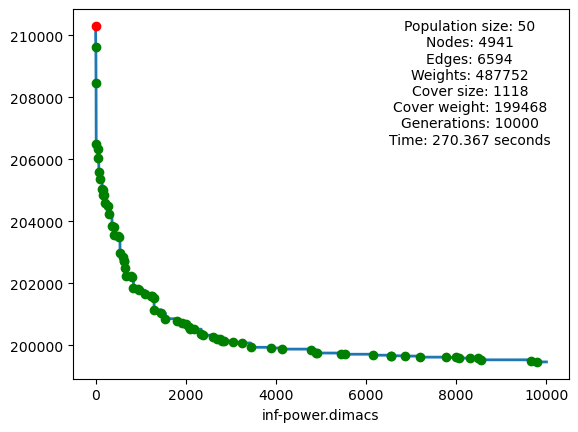 210000
208000
206000
204000
202000
200000
Population size: 50
Nodes: 4941
Edges: 6594
Weights: 487752
Cover size: 1118
Cover weight: 199468
Generations: 10000
Time: 270.367 seconds
0 2000 4000 6000 8000 10000
inf-power.dimacs